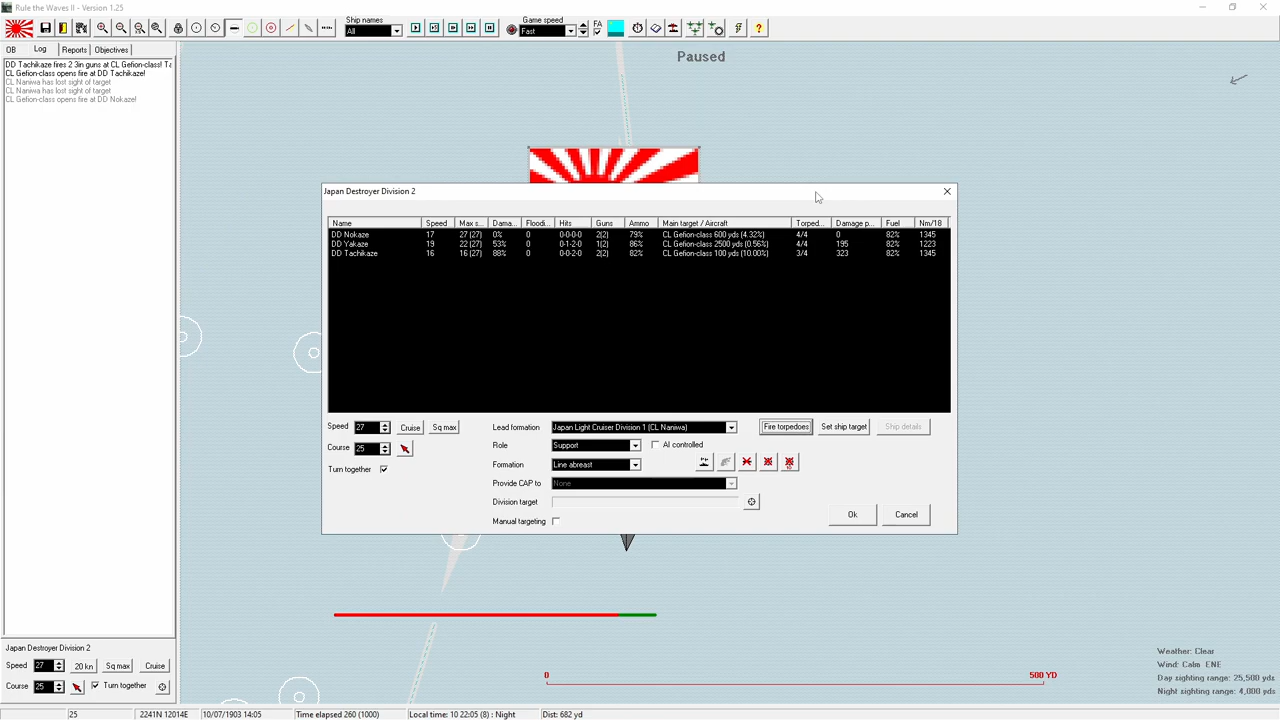 Rule the Waves II - Version 1.25
Ship names
All
Game speed
Fast
FA
OB Log Reports Objectives
DD Tachikaze fires 2 3in guns at CL Gefion-class! Ta
CL Gefion-class opens fire at DD Tachikaze!
CL Naniwa has lost sight of target
CL Naniwa has lost sight of target
CL Gefion-class opens fire at DD Nokaze!
Paused
Japan Destroyer Division 2
Name Speed Max s... Dama... Floodi... Hits Guns Ammo Main target / Aircraft Torped... Damage p... Fuel Nm/18
DD Nokaze 17 27 (27) 0% 0 0-0-0-0 2(2) 79% CL Gefion-class 600 yds (4.32%) 4/4 0 82% 1345
DD Yakaze 19 22 (27) 53% 0 0-1-2-0 1(2) 86% CL Gefion-class 2500 yds (0.56%) 4/4 195 82% 1223
DD Tachikaze 16 16 (27) 88% 0 0-0-2-0 2(2) 82% CL Gefion-class 100 yds (10.00%) 3/4 323 82% 1345
Speed 27 Cruise Sq max
Course 25
Turn together
Lead formation Japan Light Cruiser Division 1 (CL Naniwa)
Fire torpedoes Set ship target Ship details
Role Support AI controlled
Formation Line abreast
Provide CAP to None
Division target
Manual targeting
Ok Cancel
0 500 YD
Weather: Clear
Wind: Calm ENE
Day sighting range: 25,500 yds
Night sighting range: 4,000 yds
Japan Destroyer Division 2
Speed 27 20 kn Sq max Cruise
Course 25 Turn together
25 2241N 12014E 10/07/1903 14:05 Time elapsed 260 (1000) Local time: 10 22:05 (8) : Night Dist: 682 yd